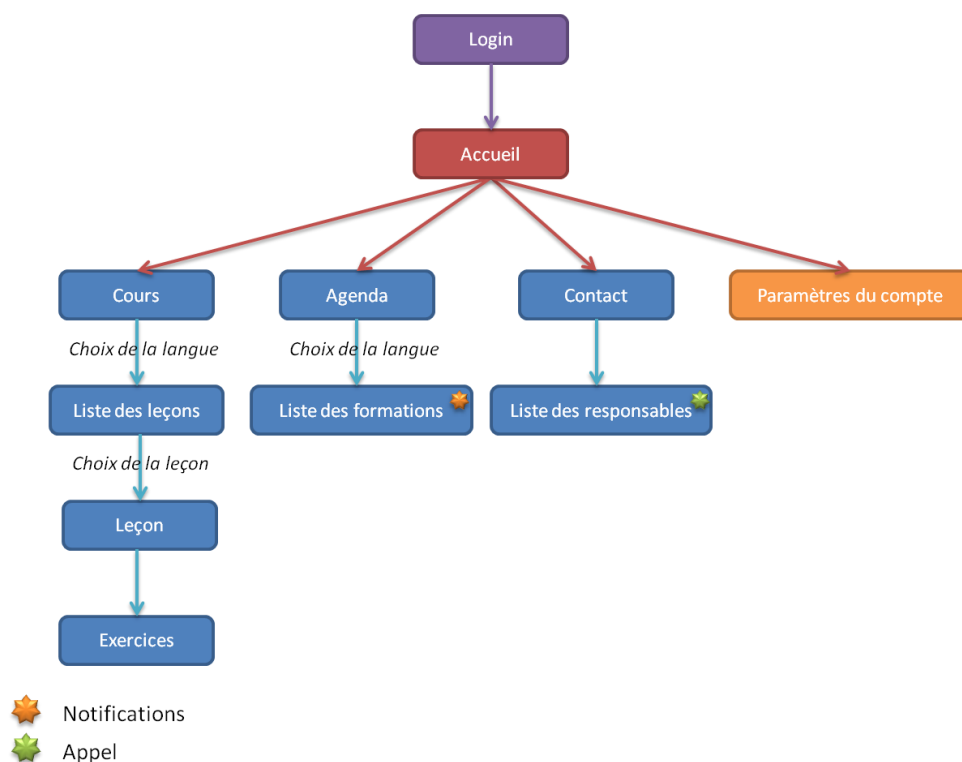 Login
Accueil
Cours
Agenda
Contact
Paramètres du compte
Choix de la langue
Choix de la langue
Liste des leçons
Liste des formations
Liste des responsables
Choix de la leçon
Leçon
Exercices
Notifications
Appel